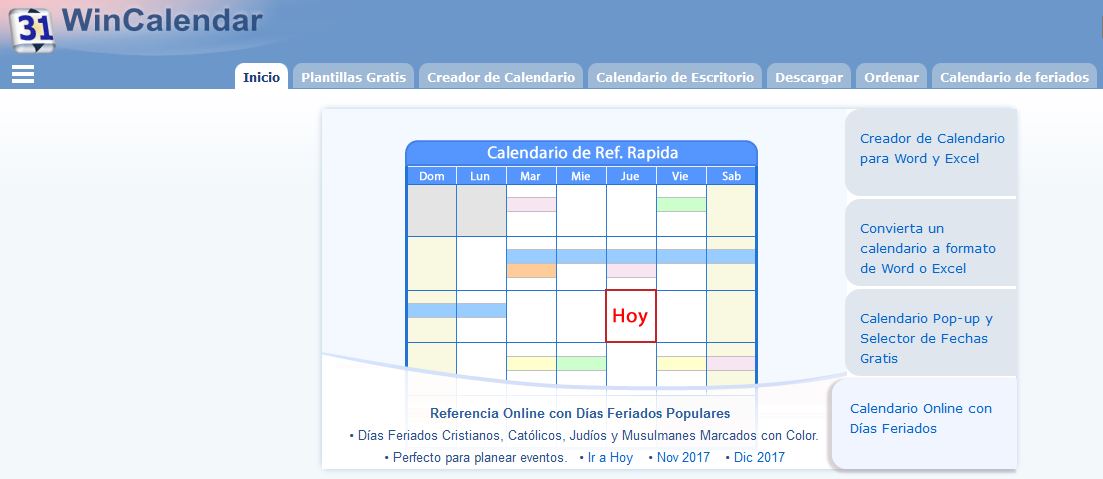 31 WinCalendar
Inicio Plantillas Gratis Creador de Calendario Calendario de Escritorio Descargar Ordenar Calendario de feriados
Calendario de Ref. Rapida
Dom Lun Mar Mie Jue Vie Sab
Hoy
Referencia Online con Días Feriados Populares
• Días Feriados Cristianos, Católicos, Judíos y Musulmanes Marcados con Color.
• Perfecto para planear eventos. • Ir a Hoy • Nov 2017 • Dic 2017
Creador de Calendario
para Word y Excel
Convierta un
calendario a formato
de Word o Excel
Calendario Pop-up y
Selector de Fechas
Gratis
Calendario Online con
Días Feriados